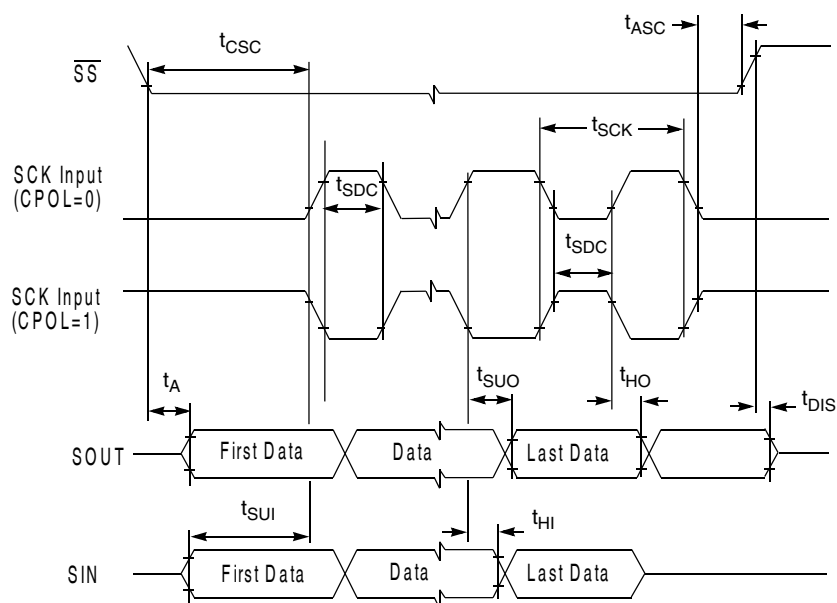 t_CSC
t_ASC
S̅S̅
t_SCK
SCK Input
(CPOL=0)
t_SDC
t_SDC
SCK Input
(CPOL=1)
t_A
t_SUO
t_HO
t_DIS
SOUT
First Data
Data
Last Data
t_SUI
t_HI
SIN
First Data
Data
Last Data